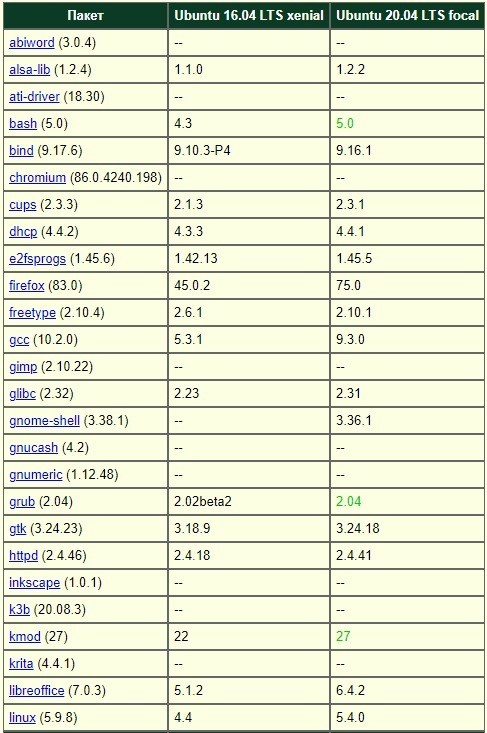 Пакет Ubuntu 16.04 LTS xenial Ubuntu 20.04 LTS focal
abiword (3.0.4) -- --
alsa-lib (1.2.4) 1.1.0 1.2.2
ati-driver (18.30) -- --
bash (5.0) 4.3 5.0
bind (9.17.6) 9.10.3-P4 9.16.1
chromium (86.0.4240.198) -- --
cups (2.3.3) 2.1.3 2.3.1
dhcp (4.4.2) 4.3.3 4.4.1
e2fsprogs (1.45.6) 1.42.13 1.45.5
firefox (83.0) 45.0.2 75.0
freetype (2.10.4) 2.6.1 2.10.1
gcc (10.2.0) 5.3.1 9.3.0
gimp (2.10.22) -- --
glibc (2.32) 2.23 2.31
gnome-shell (3.38.1) -- 3.36.1
gnucash (4.2) -- --
gnumeric (1.12.48) -- --
grub (2.04) 2.02beta2 2.04
gtk (3.24.23) 3.18.9 3.24.18
httpd (2.4.46) 2.4.18 2.4.41
inkscape (1.0.1) -- --
k3b (20.08.3) -- --
kmod (27) 22 27
krita (4.4.1) -- --
libreoffice (7.0.3) 5.1.2 6.4.2
linux (5.9.8) 4.4 5.4.0